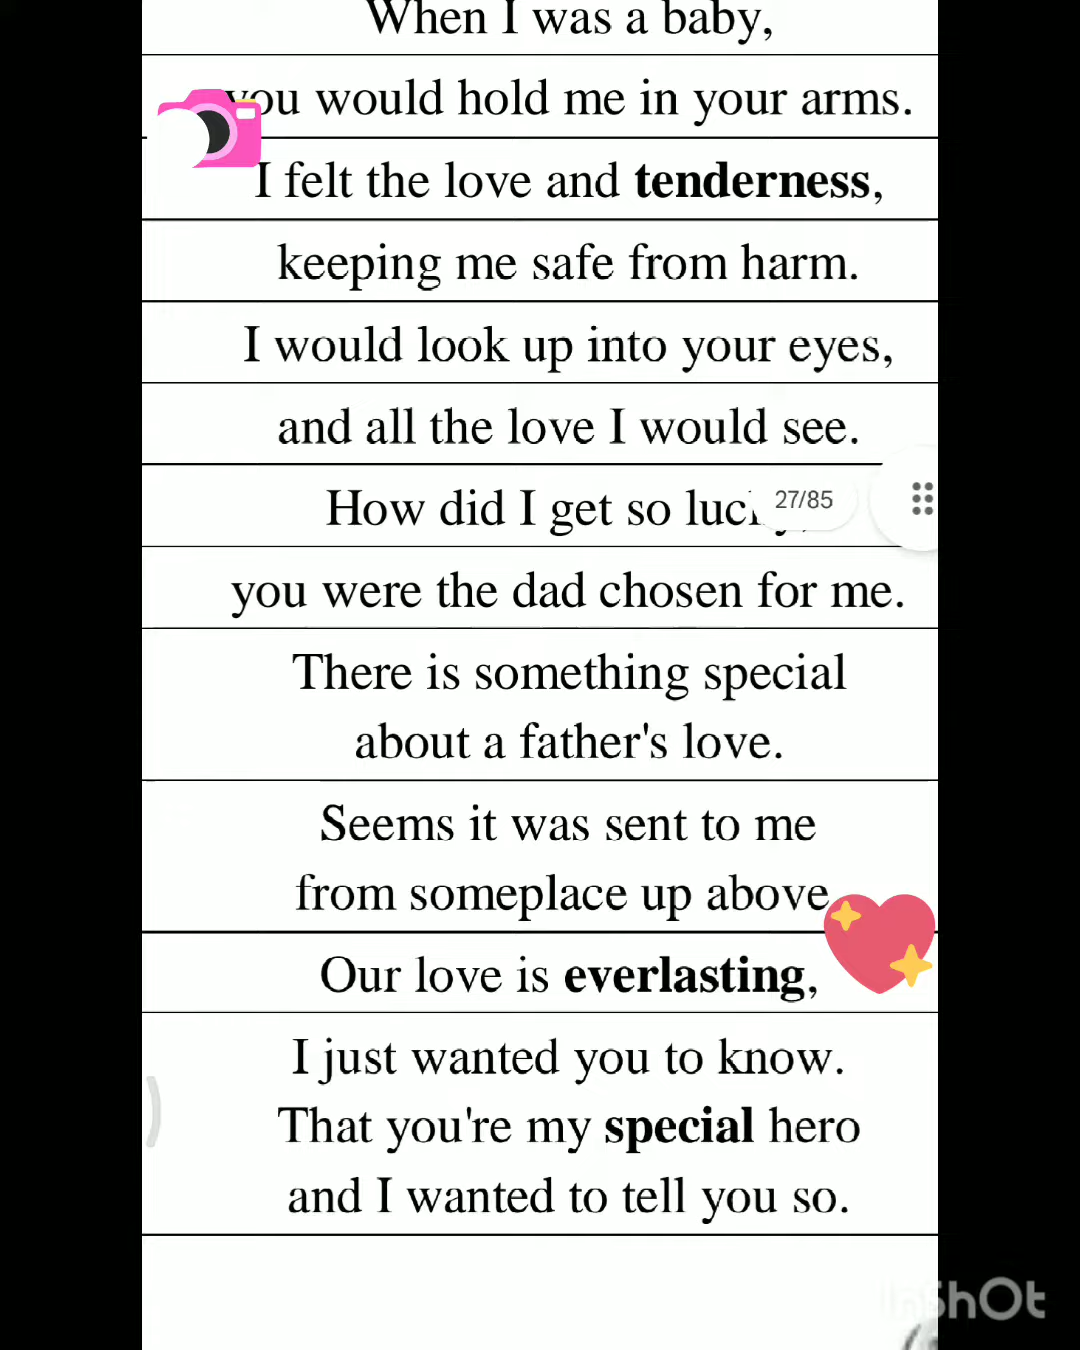 When I was a baby,
you would hold me in your arms.
I felt the love and tenderness,
keeping me safe from harm.
I would look up into your eyes,
and all the love I would see.
How did I get so
27/85
you were the dad chosen for me.
There is something special
about a father's love.
Seems it was sent to me
from someplace up above
Our love is everlasting,
I just wanted you to know.
That you're my special hero
and I wanted to tell you so.
InShOt